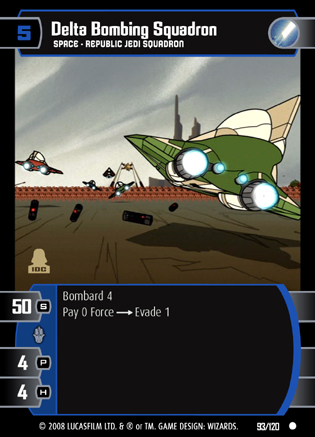 5
Delta Bombing Squadron
SPACE - REPUBLIC JEDI SQUADRON
IDC
50 S
Bombard 4
Pay 0 Force → Evade 1
4 P
4 H
© 2008 LUCASFILM LTD. & ® or TM. GAME DESIGN: WIZARDS. 93/120 ●